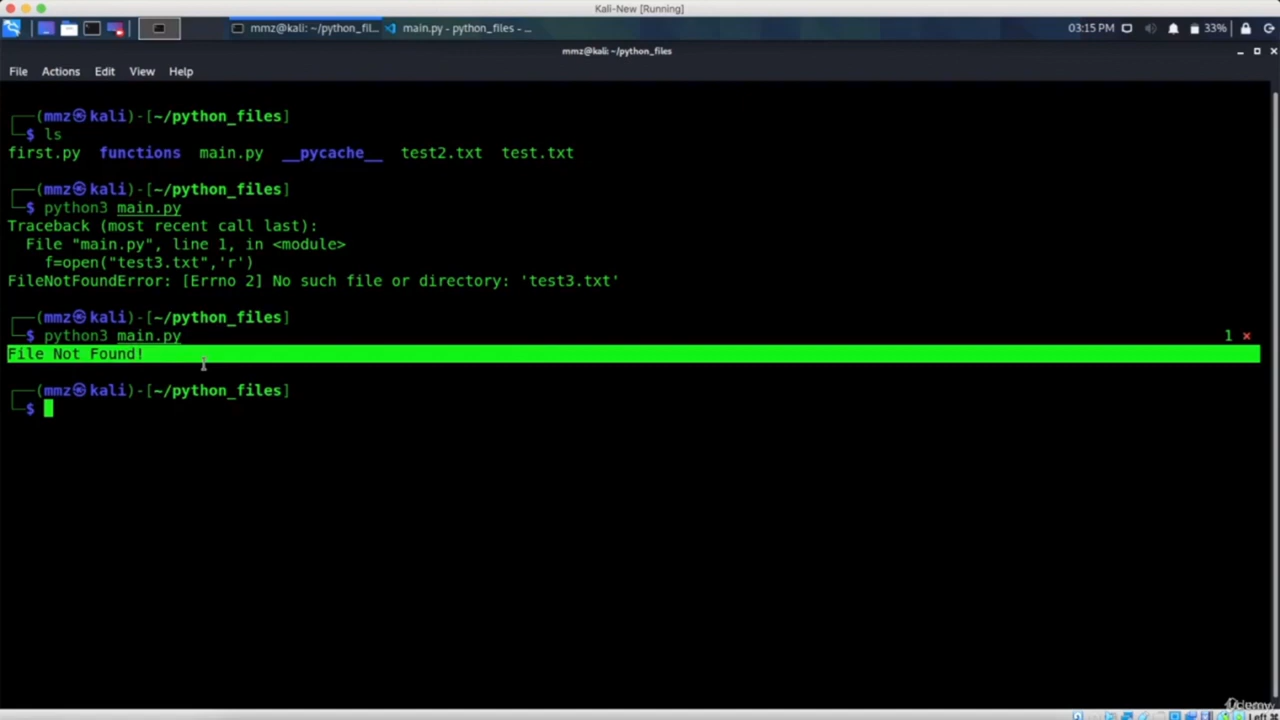 Kali-New [Running]
mmz@kali: ~/python_fil... main.py - python_files - ... 03:15 PM 33%
mmz@kali: ~/python_files
File Actions Edit View Help
┌──(mmz㉿kali)-[~/python_files]
└─$ ls
first.py functions main.py __pycache__ test2.txt test.txt
┌──(mmz㉿kali)-[~/python_files]
└─$ python3 main.py
Traceback (most recent call last):
File "main.py", line 1, in <module>
f=open("test3.txt",'r')
FileNotFoundError: [Errno 2] No such file or directory: 'test3.txt'
┌──(mmz㉿kali)-[~/python_files]
└─$ python3 main.py 1 ⨯
File Not Found!
┌──(mmz㉿kali)-[~/python_files]
└─$
Udemy
Left ⌘